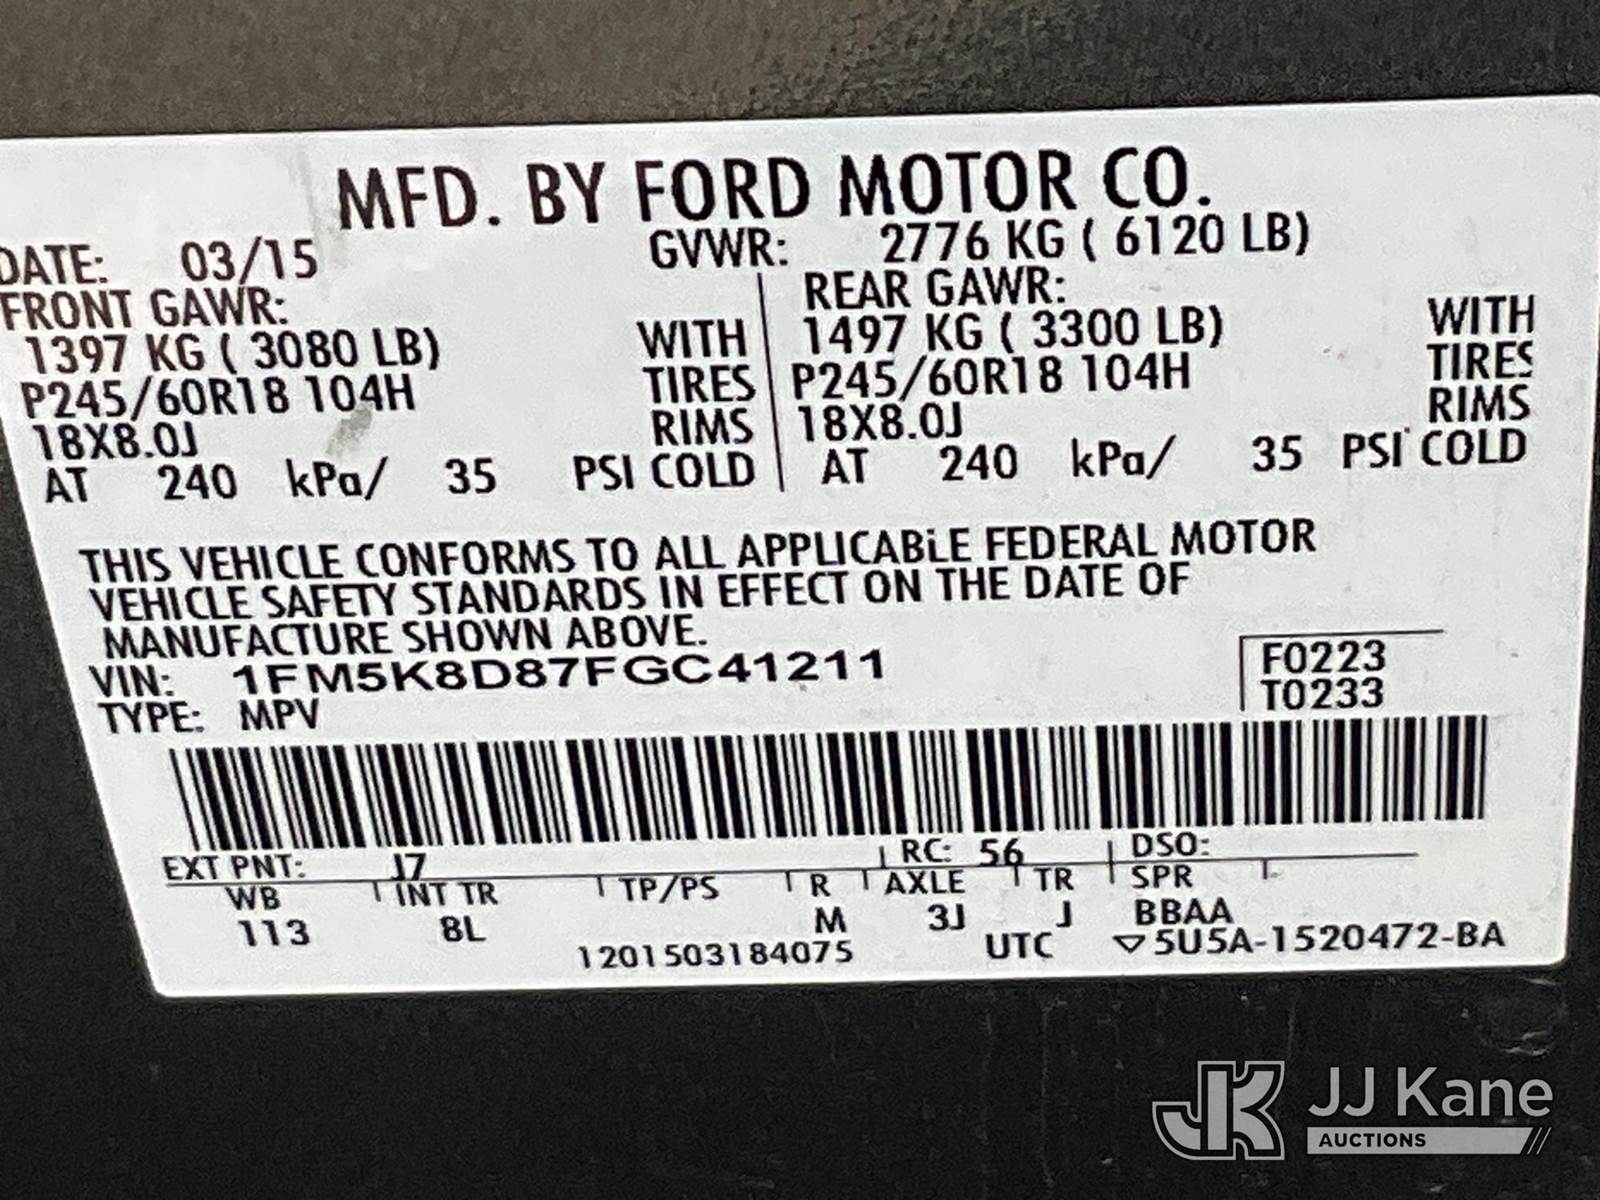 MFD. BY FORD MOTOR CO.
DATE: 03/15 GVWR: 2776 KG ( 6120 LB)
FRONT GAWR: REAR GAWR:
1397 KG ( 3080 LB) WITH 1497 KG ( 3300 LB) WITH
P245/60R18 104H TIRES P245/60R18 104H TIRES
18X8.0J RIMS 18X8.0J RIMS
AT 240 kPa/ 35 PSI COLD AT 240 kPa/ 35 PSI COLD
THIS VEHICLE CONFORMS TO ALL APPLICABLE FEDERAL MOTOR
VEHICLE SAFETY STANDARDS IN EFFECT ON THE DATE OF
MANUFACTURE SHOWN ABOVE.
VIN: 1FM5K8D87FGC41211 F0223
TYPE: MPV T0233
EXT PNT: J7 RC: 56 DSO:
WB INT TR TP/PS R AXLE TR SPR
113 8L M 3J J BBAA
1201503184075 UTC ▽5U5A-1520472-BA
JK JJ Kane
AUCTIONS